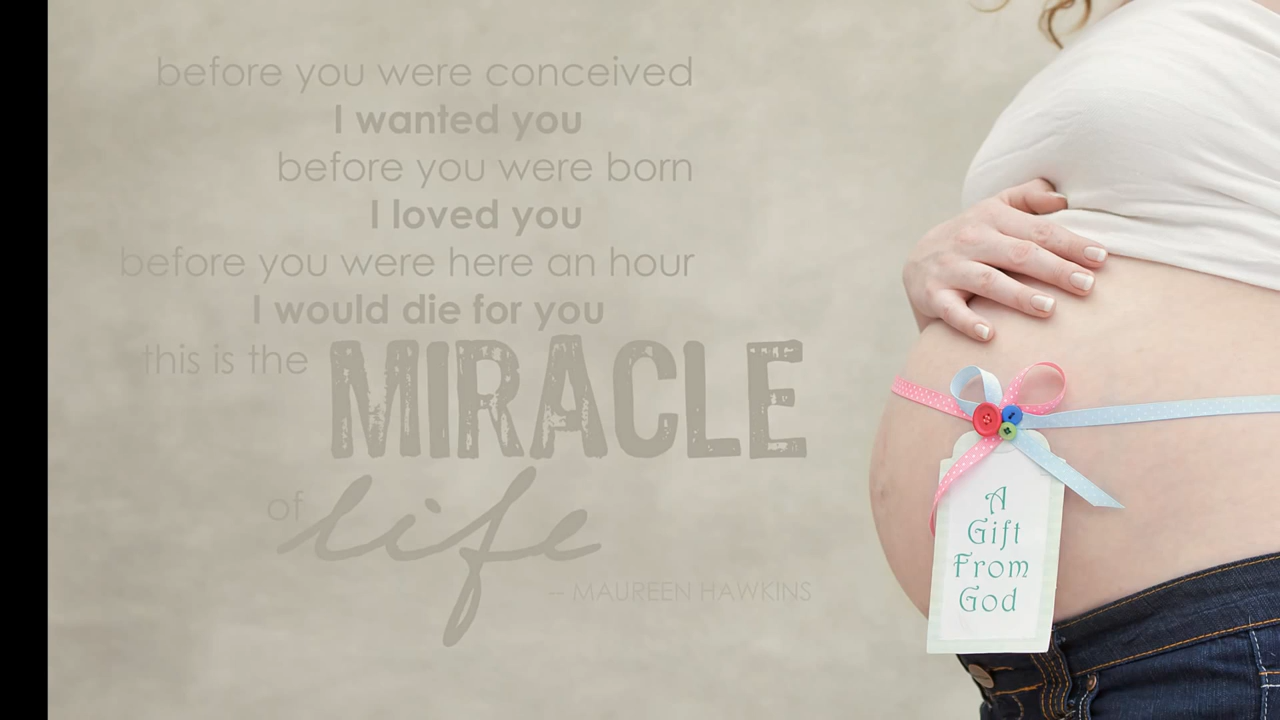 before you were conceived
I wanted you
before you were born
I loved you
before you were here an hour
I would die for you
this is the MIRACLE
of life
– MAUREEN HAWKINS
A
Gift
From
God